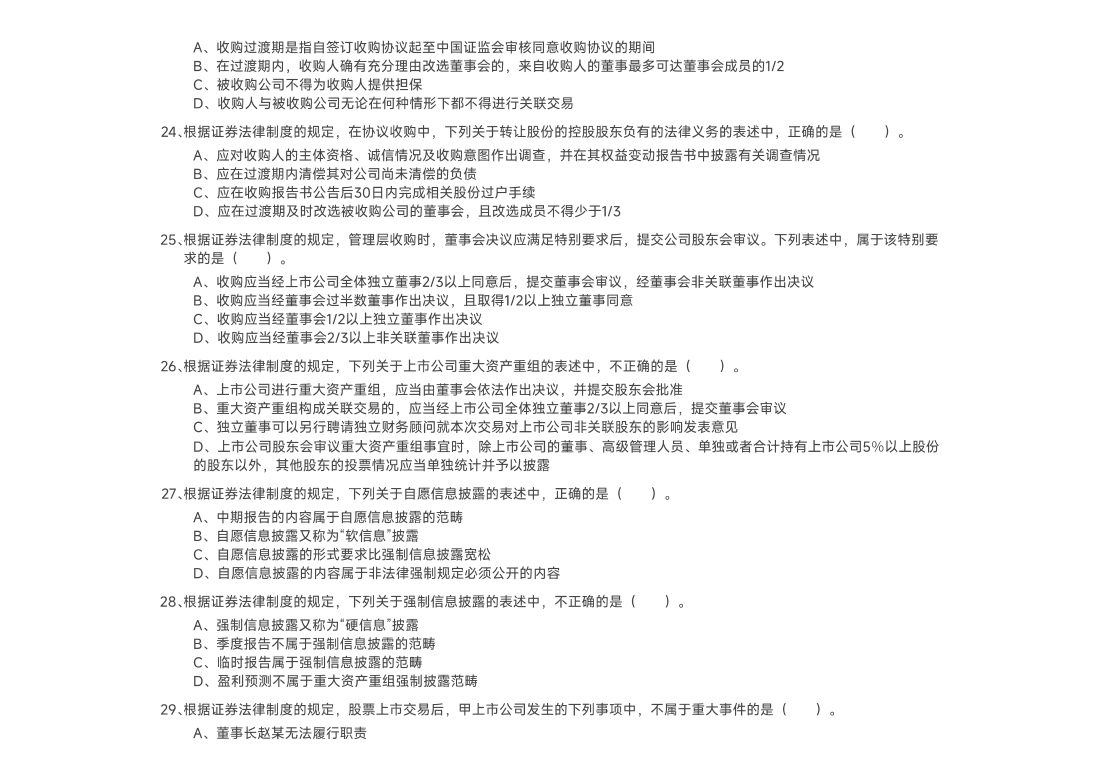 A、收购过渡期是指自签订收购协议起至中国证监会审核同意收购协议的期间
B、在过渡期内，收购人确有充分理由改选董事会的，来自收购人的董事最多可达董事会成员的1/2
C、被收购公司不得为收购人提供担保
D、收购人与被收购公司无论在何种情形下都不得进行关联交易
24、根据证券法律制度的规定，在协议收购中，下列关于转让股份的控股股东负有的法律义务的表述中，正确的是（　　）。
A、应对收购人的主体资格、诚信情况及收购意图作出调查，并在其权益变动报告书中披露有关调查情况
B、应在过渡期内清偿其对公司尚未清偿的负债
C、应在收购报告书公告后30日内完成相关股份过户手续
D、应在过渡期及时改选被收购公司的董事会，且改选成员不得少于1/3
25、根据证券法律制度的规定，管理层收购时，董事会决议应满足特别要求后，提交公司股东会审议。下列表述中，属于该特别要
求的是（　　）。
A、收购应当经上市公司全体独立董事2/3以上同意后，提交董事会审议，经董事会非关联董事作出决议
B、收购应当经董事会过半数董事作出决议，且取得1/2以上独立董事同意
C、收购应当经董事会1/2以上独立董事作出决议
D、收购应当经董事会2/3以上非关联董事作出决议
26、根据证券法律制度的规定，下列关于上市公司重大资产重组的表述中，不正确的是（　　）。
A、上市公司进行重大资产重组，应当由董事会依法作出决议，并提交股东会批准
B、重大资产重组构成关联交易的，应当经上市公司全体独立董事2/3以上同意后，提交董事会审议
C、独立董事可以另行聘请独立财务顾问就本次交易对上市公司非关联股东的影响发表意见
D、上市公司股东会审议重大资产重组事宜时，除上市公司的董事、高级管理人员、单独或者合计持有上市公司5%以上股份
的股东以外，其他股东的投票情况应当单独统计并予以披露
27、根据证券法律制度的规定，下列关于自愿信息披露的表述中，正确的是（　　）。
A、中期报告的内容属于自愿信息披露的范畴
B、自愿信息披露又称为“软信息”披露
C、自愿信息披露的形式要求比强制信息披露宽松
D、自愿信息披露的内容属于非法律强制规定必须公开的内容
28、根据证券法律制度的规定，下列关于强制信息披露的表述中，不正确的是（　　）。
A、强制信息披露又称为“硬信息”披露
B、季度报告不属于强制信息披露的范畴
C、临时报告属于强制信息披露的范畴
D、盈利预测不属于重大资产重组强制披露范畴
29、根据证券法律制度的规定，股票上市交易后，甲上市公司发生的下列事项中，不属于重大事件的是（　　）。
A、董事长赵某无法履行职责